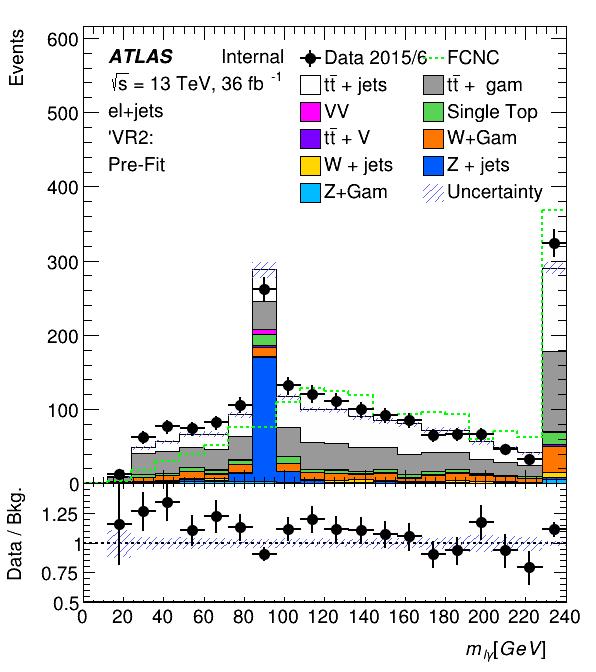 Events
600
500
400
300
200
100
0
ATLAS Internal
√s = 13 TeV, 36 fb⁻¹
el+jets
'VR2:
Pre-Fit
Data 2015/6 FCNC
tt̄ + jets tt̄ + gam
VV Single Top
tt̄ + V W+Gam
W + jets Z + jets
Z+Gam Uncertainty
Data / Bkg.
1.25
1
0.75
0.5
0 20 40 60 80 100 120 140 160 180 200 220 240
m_lγ[GeV]